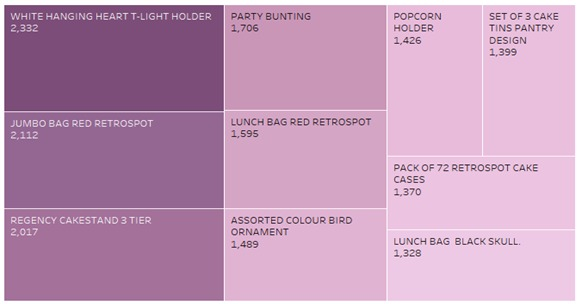 WHITE HANGING HEART T-LIGHT HOLDER
2,332
JUMBO BAG RED RETROSPOT
2,112
REGENCY CAKESTAND 3 TIER
2,017
PARTY BUNTING
1,706
LUNCH BAG RED RETROSPOT
1,595
ASSORTED COLOUR BIRD
ORNAMENT
1,489
POPCORN
HOLDER
1,426
SET OF 3 CAKE
TINS PANTRY
DESIGN
1,399
PACK OF 72 RETROSPOT CAKE
CASES
1,370
LUNCH BAG  BLACK SKULL.
1,328